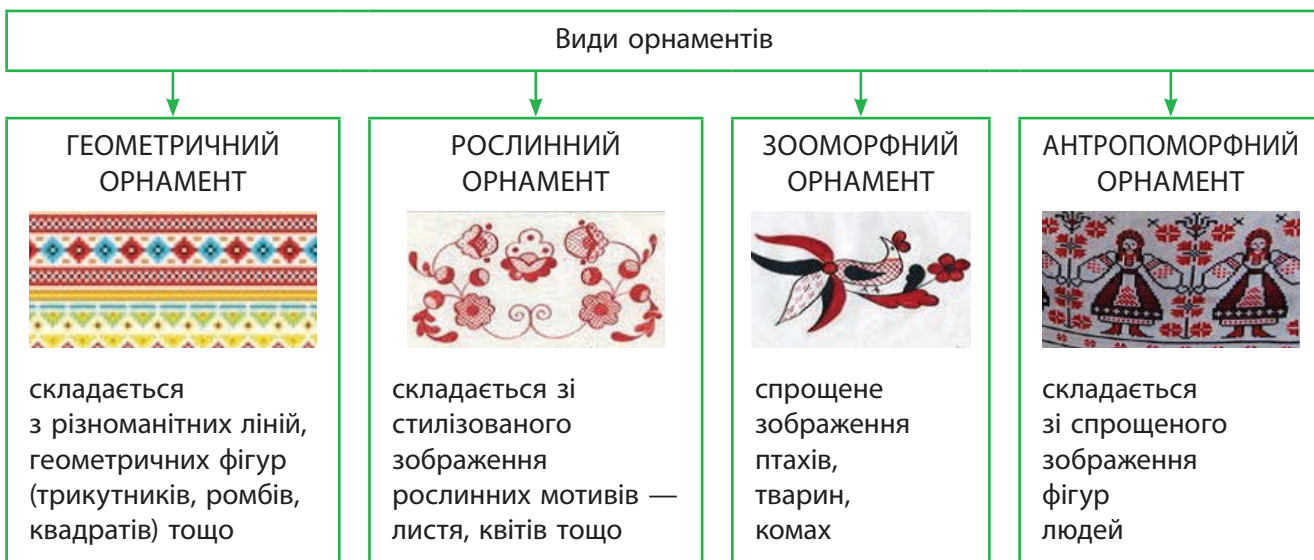 Види орнаментів
ГЕОМЕТРИЧНИЙ
ОРНАМЕНТ
складається
з різноманітних ліній,
геометричних фігур
(трикутників, ромбів,
квадратів) тощо
РОСЛИННИЙ
ОРНАМЕНТ
складається зі
стилізованого
зображення
рослинних мотивів —
листя, квітів тощо
ЗООМОРФНИЙ
ОРНАМЕНТ
спрощене
зображення
птахів,
тварин,
комах
АНТРОПОМОРФНИЙ
ОРНАМЕНТ
складається
зі спрощеного
зображення
фігур
людей